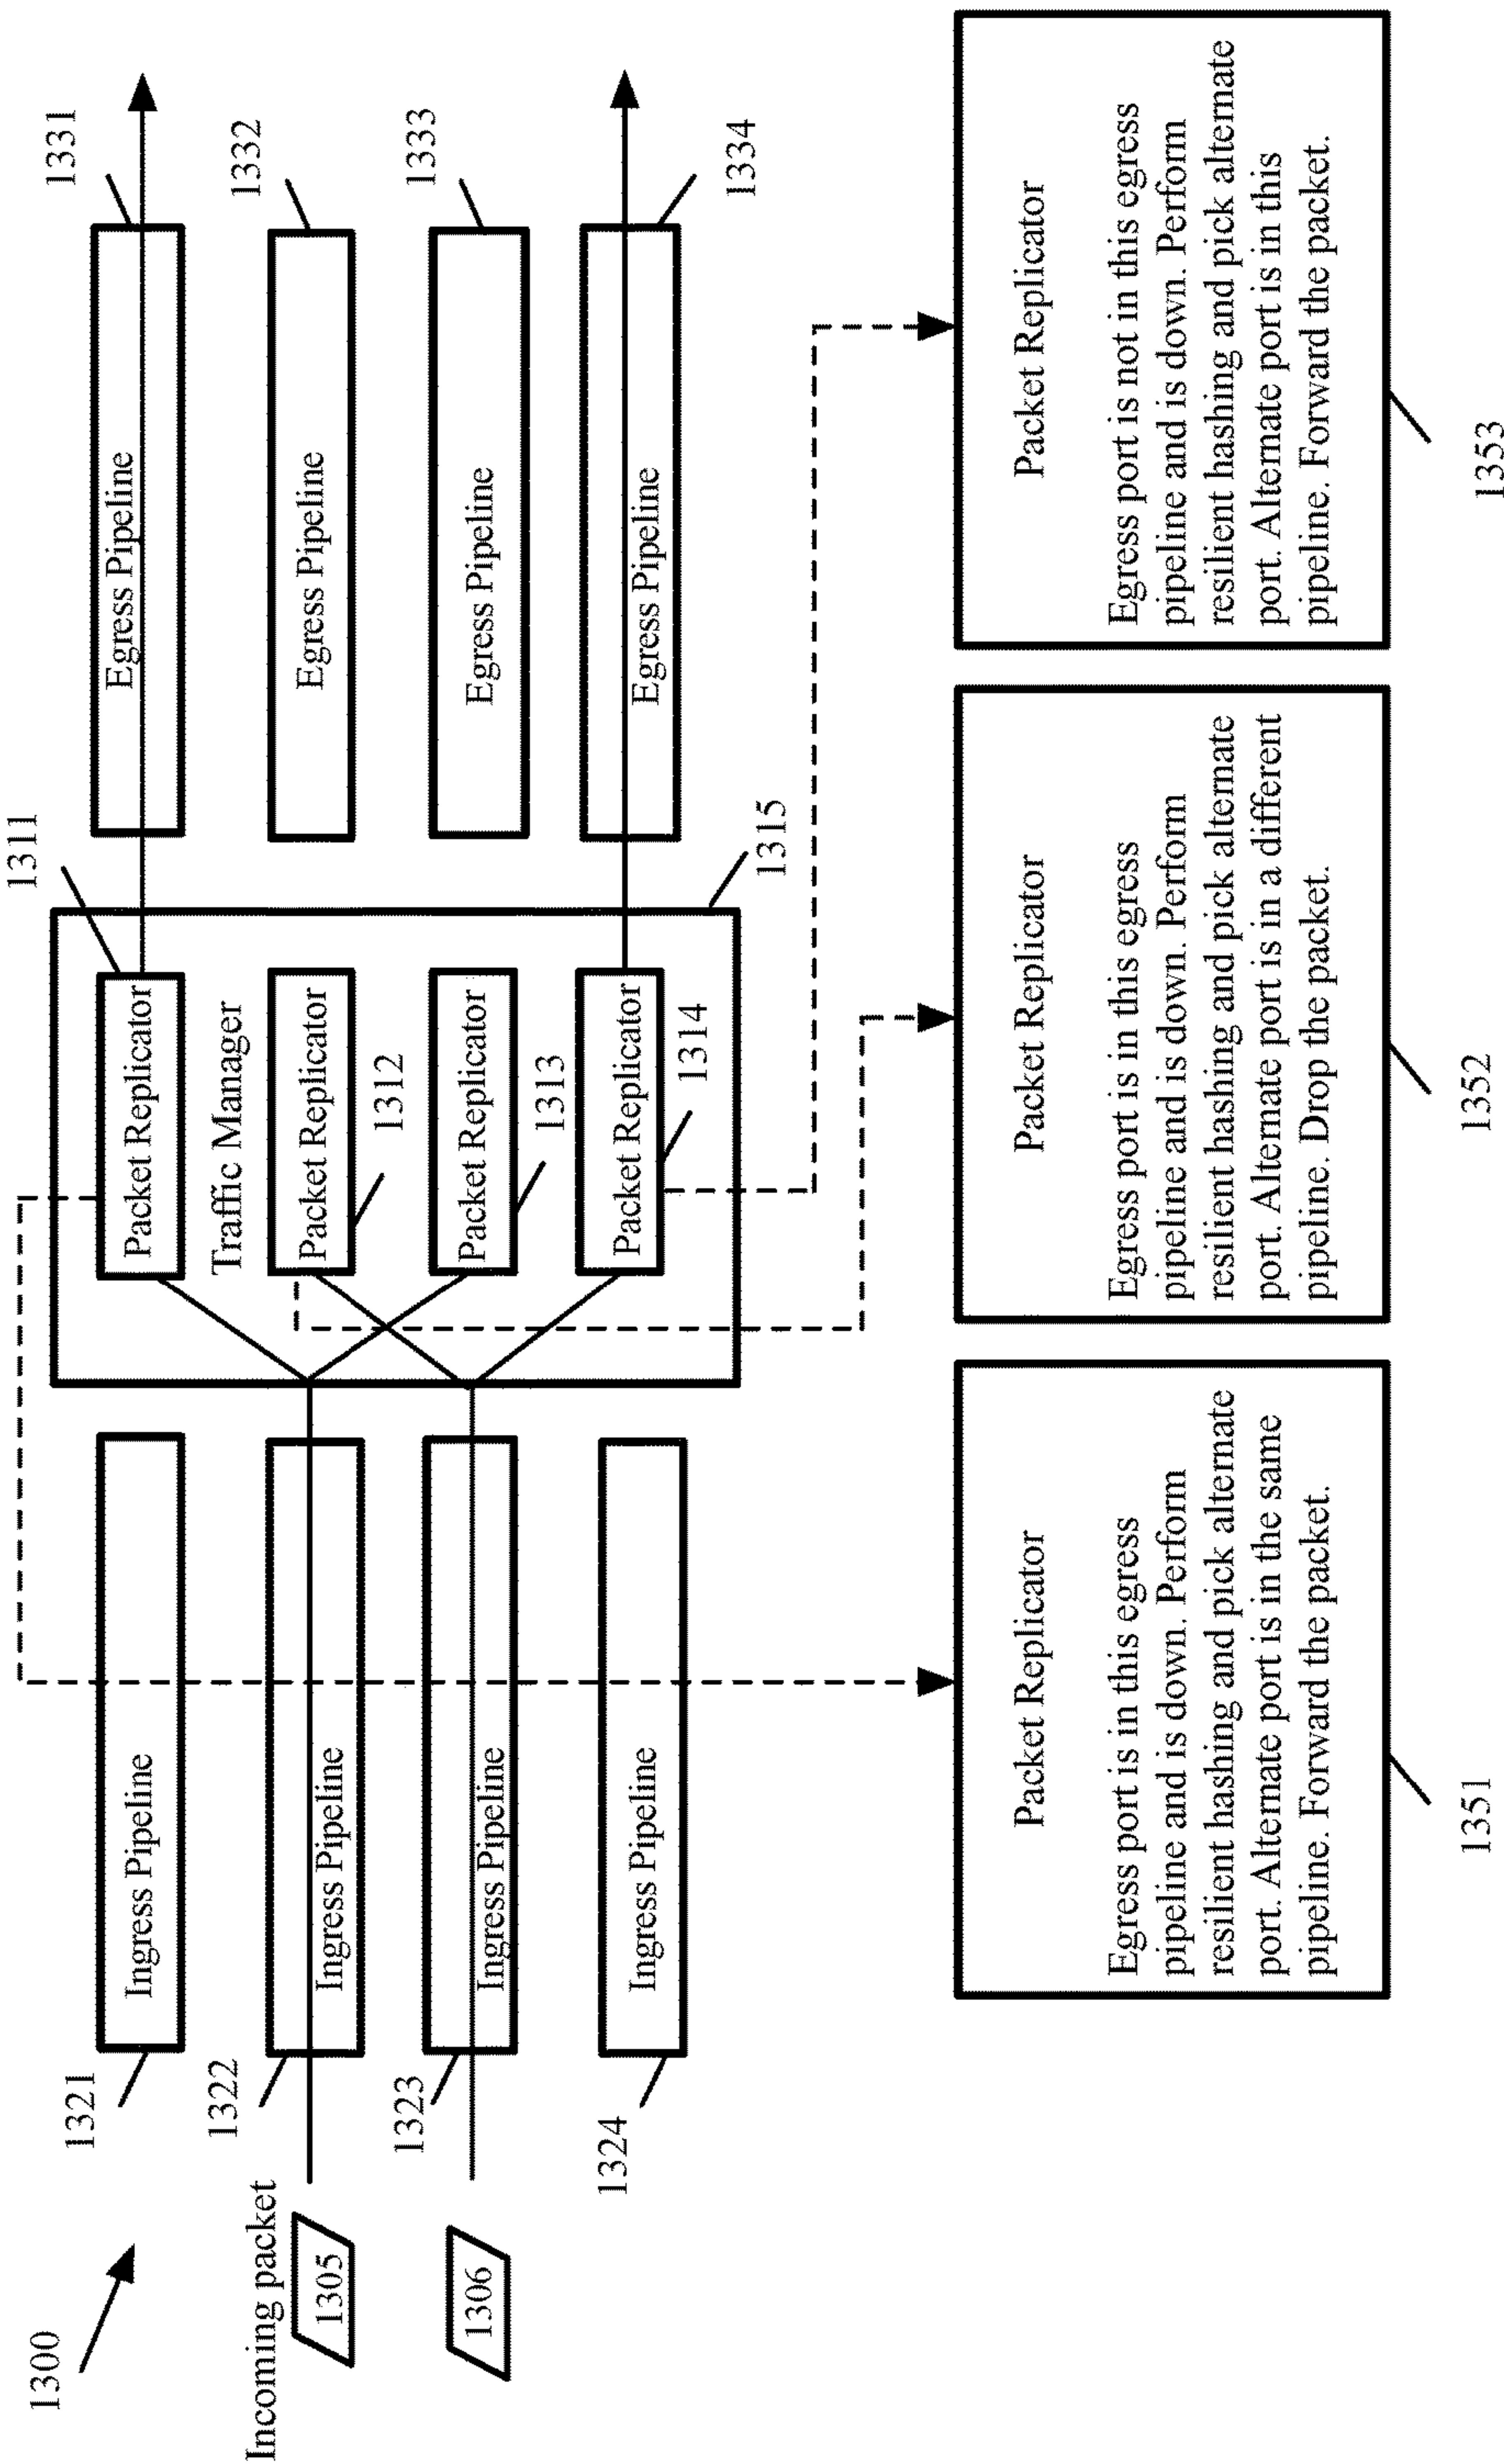 1300
Incoming packet
1305
1306
1321
Ingress Pipeline
1322
Ingress Pipeline
1323
Ingress Pipeline
1324
Ingress Pipeline
1311
Packet Replicator
Traffic Manager
Packet Replicator
1312
Packet Replicator
1313
Packet Replicator
1314
1315
Egress Pipeline
1331
Egress Pipeline
1332
Egress Pipeline
1333
Egress Pipeline
1334
Packet Replicator
Egress port is in this egress
pipeline and is down. Perform
resilient hashing and pick alternate
port. Alternate port is in the same
pipeline. Forward the packet.
1351
Packet Replicator
Egress port is in this egress
pipeline and is down. Perform
resilient hashing and pick alternate
port. Alternate port is in a different
pipeline. Drop the packet.
1352
Packet Replicator
Egress port is not in this egress
pipeline and is down. Perform
resilient hashing and pick alternate
port. Alternate port is in this
pipeline. Forward the packet.
1353